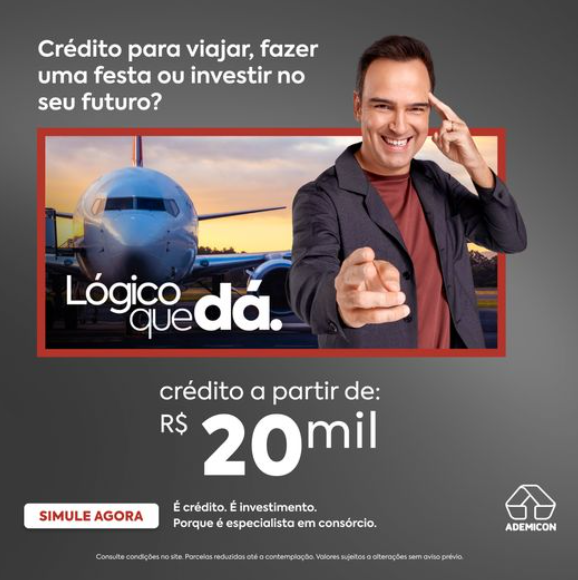 Crédito para viajar, fazer
uma festa ou investir no
seu futuro?
Lógico
que dá.
crédito a partir de:
R$ 20 mil
SIMULE AGORA
É crédito. É investimento.
Porque é especialista em consórcio.
ADEMICON
Consulte condições no site. Parcelas reduzidas até a contemplação. Valores sujeitos a alterações sem aviso prévio.